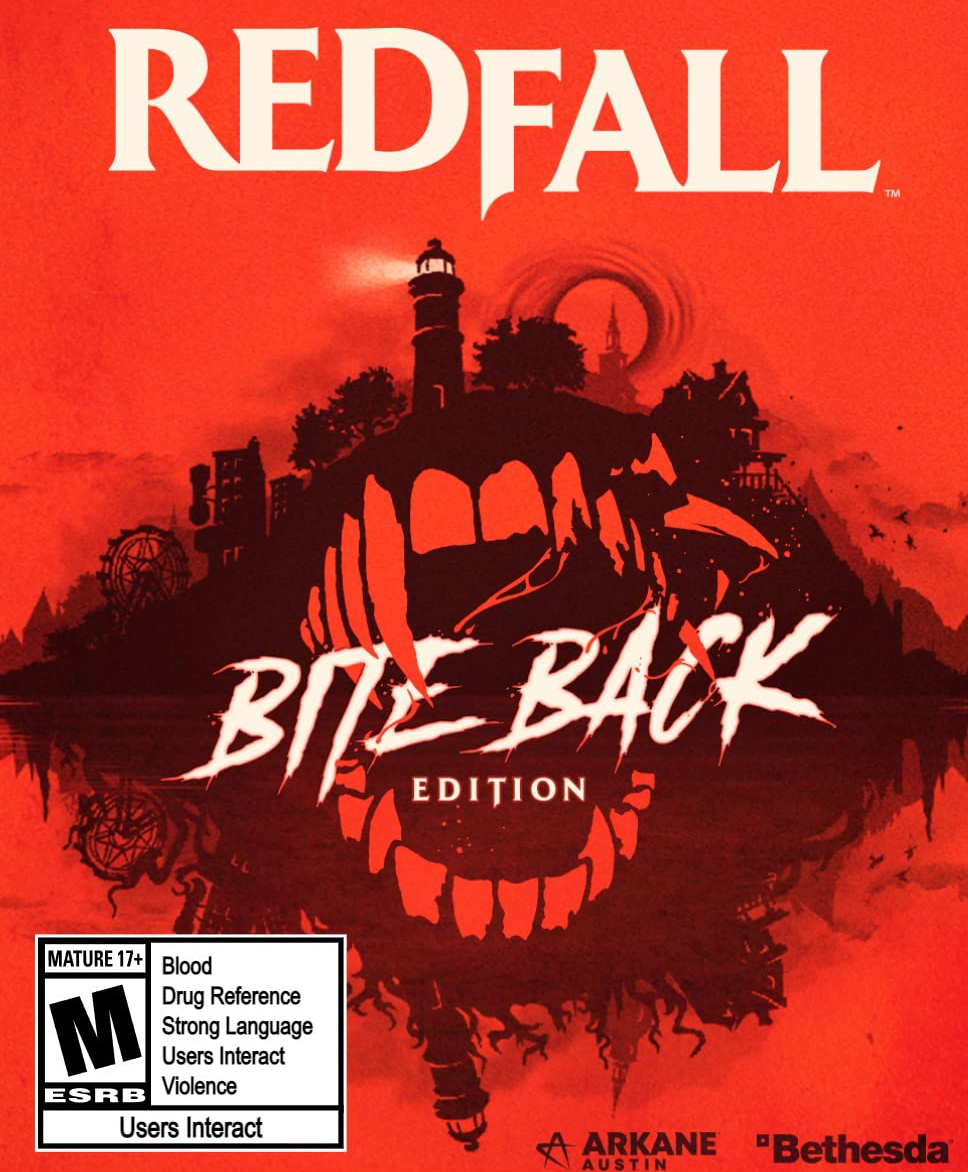 REDFALL
™
BITE BACK
EDITION
MATURE 17+
M
ESRB
Blood
Drug Reference
Strong Language
Users Interact
Violence
Users Interact
ARKANE
AUSTIN
Bethesda